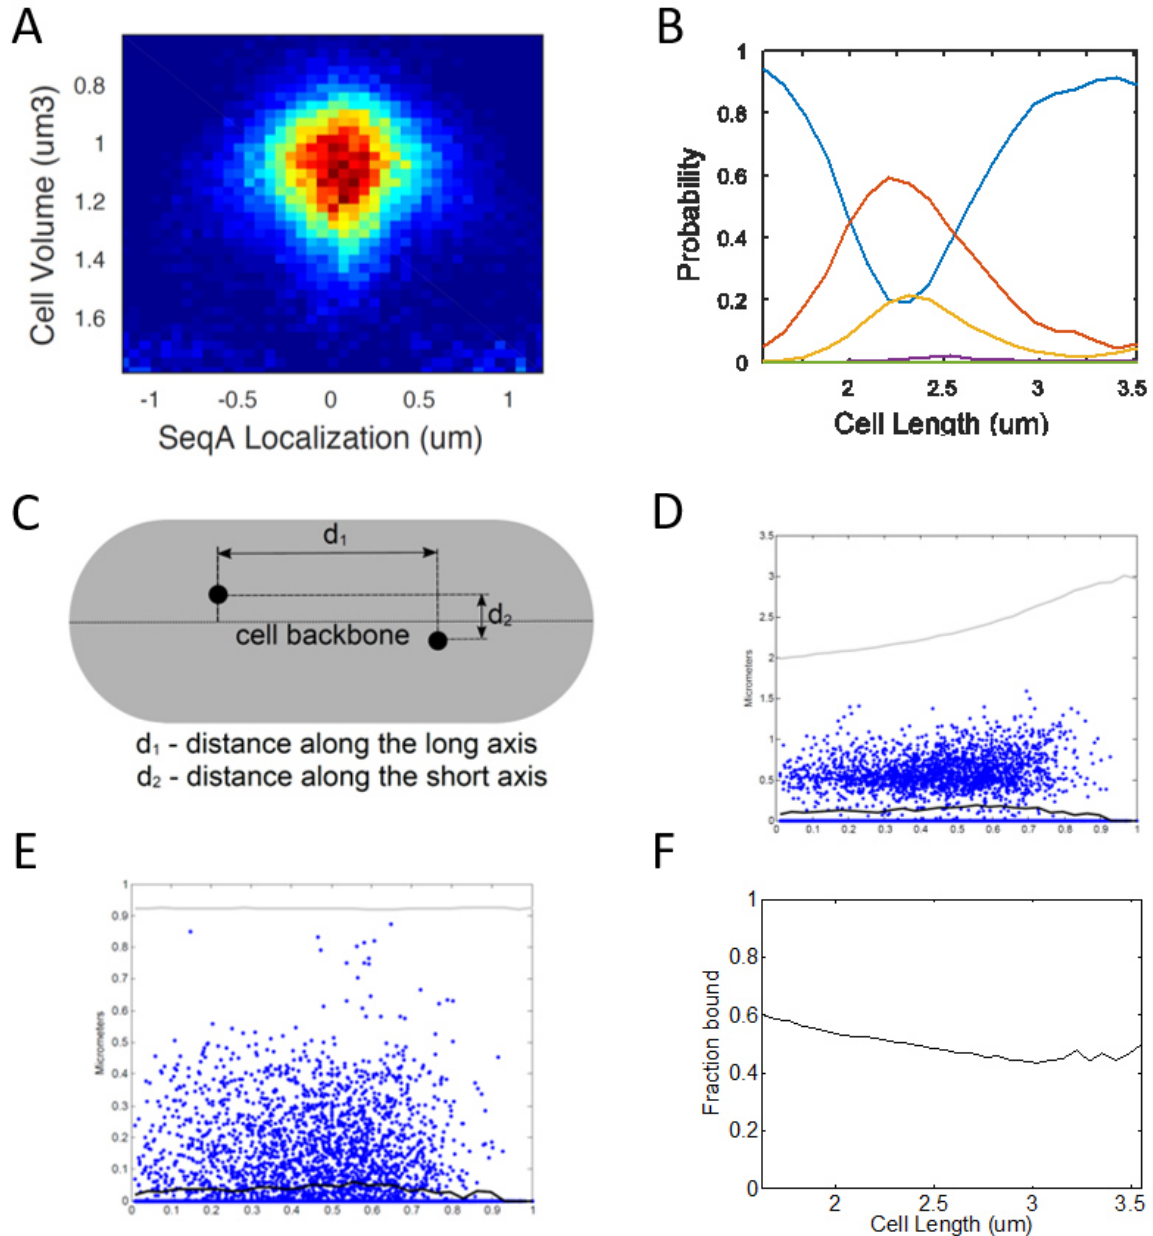 A
Cell Volume (um3)
0.8
1
1.2
1.4
1.6
-1 -0.5 0 0.5 1
SeqA Localization (um)
B
Probability
1
0.8
0.6
0.4
0.2
0
2 2.5 3 3.5
Cell Length (um)
C
d1
d2
cell backbone
d1 - distance along the long axis
d2 - distance along the short axis
D
Micrometers
3.5
3
2.5
2
1.5
1
0.5
0
0 0.1 0.2 0.3 0.4 0.5 0.6 0.7 0.8 0.9 1
E
Micrometers
1
0.9
0.8
0.7
0.6
0.5
0.4
0.3
0.2
0.1
0
0 0.1 0.2 0.3 0.4 0.5 0.6 0.7 0.8 0.9 1
F
Fraction bound
1
0.8
0.6
0.4
0.2
0
2 2.5 3 3.5
Cell Length (um)